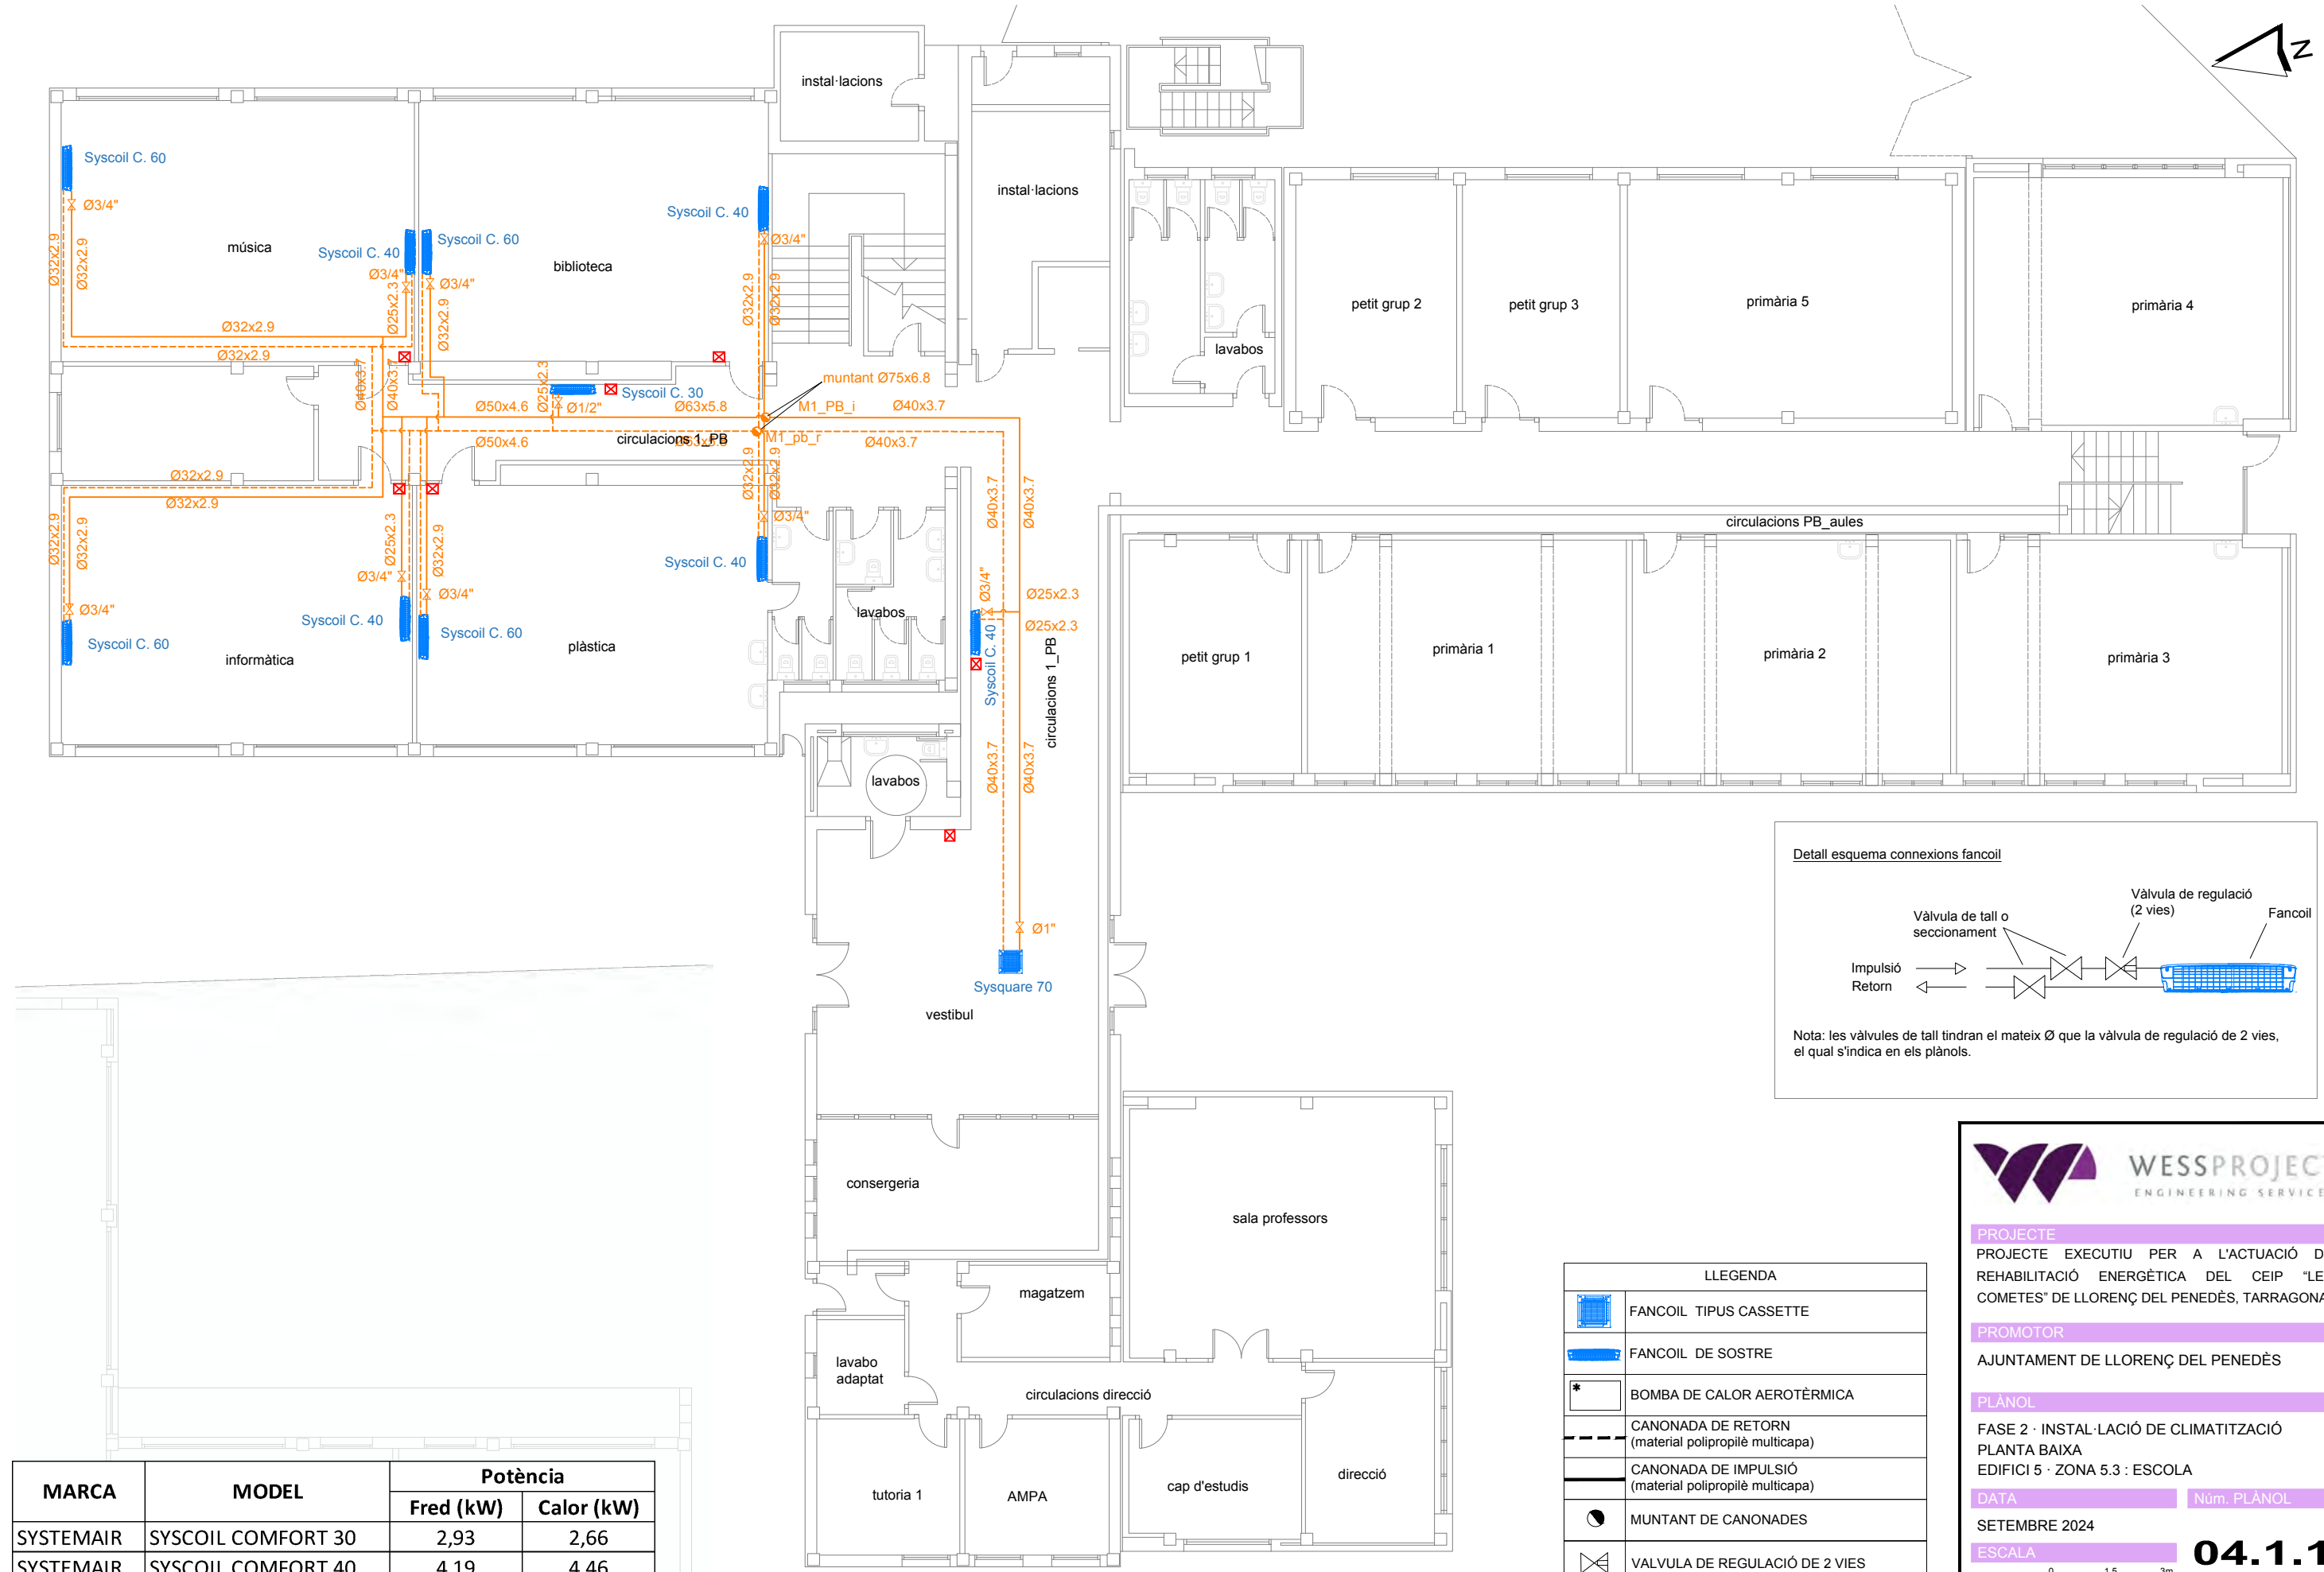 N
instal·lacions
Syscoil C. 60
Ø3/4"
Ø32x2.9
Ø32x2.9
música
Syscoil C. 40
Ø3/4"
Ø25x2.3
Ø32x2.9
Ø32x2.9
Syscoil C. 60
Ø3/4"
Ø32x2.9
biblioteca
Syscoil C. 40
Ø3/4"
Ø32x2.9
Ø32x2.9
instal·lacions
lavabos
petit grup 2
petit grup 3
primària 5
primària 4
Ø40x3.7
Ø40x3.7
Ø25x2.3
Syscoil C. 30
Ø1/2"
Ø50x4.6
Ø63x5.8
muntant Ø75x6.8
M1_PB_i
Ø40x3.7
Ø50x4.6
circulacions 1_PB
Ø63x5.8
M1_pb_r
Ø40x3.7
Ø32x2.9
Ø32x2.9
Ø32x2.9
Ø32x2.9
Ø3/4"
Syscoil C. 60
informàtica
Ø25x2.3
Ø3/4"
Syscoil C. 40
Ø32x2.9
Ø3/4"
Syscoil C. 60
plàstica
Ø32x2.9
Ø32x2.9
Ø3/4"
Syscoil C. 40
lavabos
Ø40x3.7
Ø40x3.7
Ø3/4"
Ø25x2.3
Ø25x2.3
Syscoil C. 40
circulacions 1_PB
Ø40x3.7
Ø40x3.7
lavabos
circulacions PB_aules
petit grup 1
primària 1
primària 2
primària 3
Ø1"
Sysquare 70
vestibul
consergeria
sala professors
magatzem
lavabo
adaptat
circulacions direcció
tutoria 1
AMPA
cap d'estudis
direcció
Detall esquema connexions fancoil
Vàlvula de tall o
seccionament
Vàlvula de regulació
(2 vies)
Fancoil
Impulsió
Retorn
Nota: les vàlvules de tall tindran el mateix Ø que la vàlvula de regulació de 2 vies,
el qual s'indica en els plànols.
MARCA MODEL Potència
Fred (kW) Calor (kW)
SYSTEMAIR SYSCOIL COMFORT 30 2,93 2,66
SYSTEMAIR SYSCOIL COMFORT 40 4,19 4,46
LLEGENDA
FANCOIL TIPUS CASSETTE
FANCOIL DE SOSTRE
*
BOMBA DE CALOR AEROTÈRMICA
CANONADA DE RETORN
(material polipropilè multicapa)
CANONADA DE IMPULSIÓ
(material polipropilè multicapa)
MUNTANT DE CANONADES
VALVULA DE REGULACIÓ DE 2 VIES
WESSPROJEC
ENGINEERING SERVICE
PROJECTE
PROJECTE EXECUTIU PER A L'ACTUACIÓ D
REHABILITACIÓ ENERGÈTICA DEL CEIP “LE
COMETES” DE LLORENÇ DEL PENEDÈS, TARRAGONA
PROMOTOR
AJUNTAMENT DE LLORENÇ DEL PENEDÈS
PLÀNOL
FASE 2 · INSTAL·LACIÓ DE CLIMATITZACIÓ
PLANTA BAIXA
EDIFICI 5 · ZONA 5.3 : ESCOLA
DATA
Núm. PLÀNOL
SETEMBRE 2024
ESCALA
04.1.1
0 1.5 3m